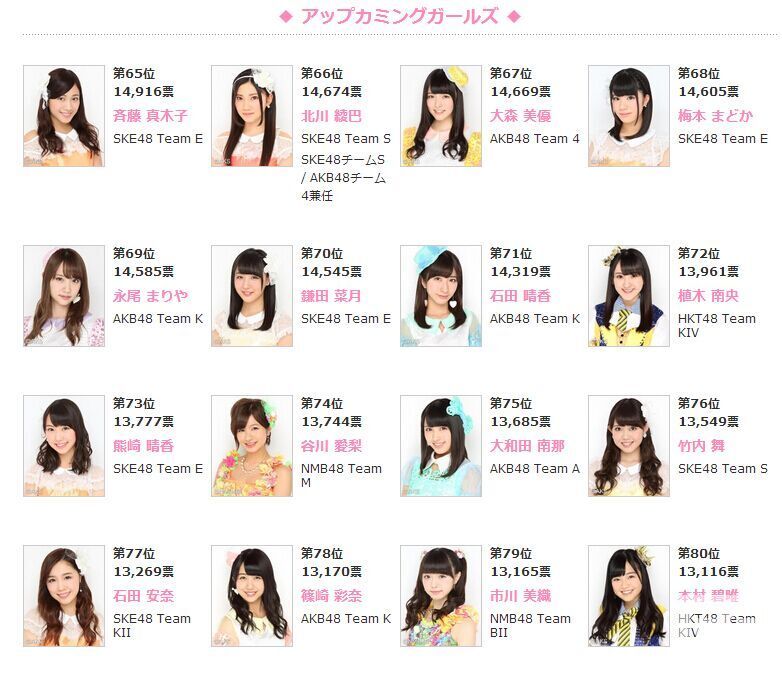 ◆ アップカミングガールズ ◆
第65位
14,916票
斉藤 真木子
SKE48 Team E
第66位
14,674票
北川 綾巴
SKE48 Team S
SKE48チームS
/ AKB48チーム
4兼任
第67位
14,669票
大森 美優
AKB48 Team 4
第68位
14,605票
梅本 まどか
SKE48 Team E
第69位
14,585票
永尾 まりや
AKB48 Team K
第70位
14,545票
鎌田 菜月
SKE48 Team E
第71位
14,319票
石田 晴香
AKB48 Team K
第72位
13,961票
植木 南央
HKT48 Team
KIV
第73位
13,777票
熊崎 晴香
SKE48 Team E
第74位
13,744票
谷川 愛梨
NMB48 Team
M
第75位
13,685票
大和田 南那
AKB48 Team A
第76位
13,549票
竹内 舞
SKE48 Team S
第77位
13,269票
石田 安奈
SKE48 Team
KII
第78位
13,170票
篠崎 彩奈
AKB48 Team K
第79位
13,165票
市川 美織
NMB48 Team
BII
第80位
13,116票
本村 碧唯
HKT48 Team
KIV